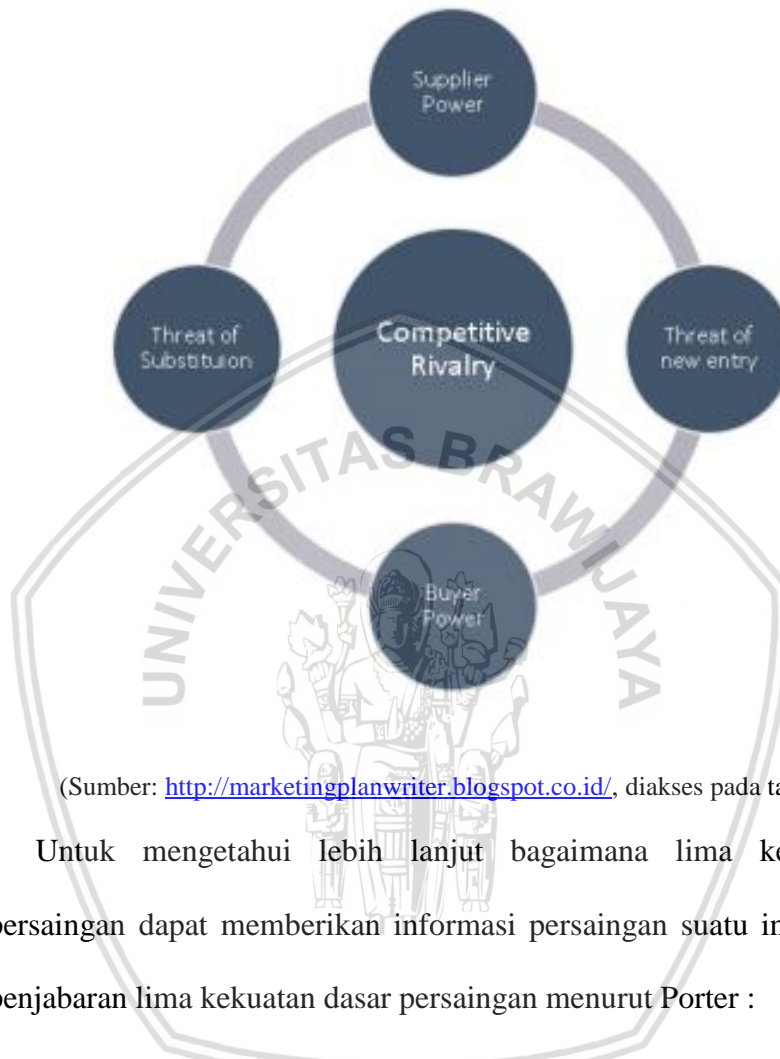 Supplier
Power
Threat of
Substituion
Competitive
Rivalry
Threat of
new entry
UNIVERSITAS BRAWIJAYA
Buyer
Power
(Sumber: http://marketingplanwriter.blogspot.co.id/, diakses pada ta
Untuk mengetahui lebih lanjut bagaimana lima ke
persaingan dapat memberikan informasi persaingan suatu in
penjabaran lima kekuatan dasar persaingan menurut Porter :